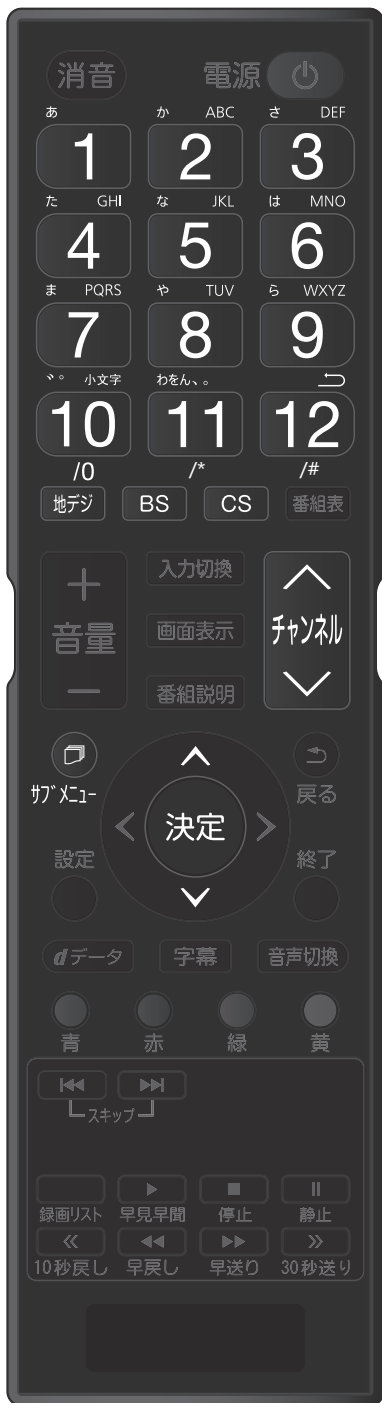 消音 電源
あ か ABC さ DEF
1 2 3
た GHI な JKL は MNO
4 5 6
ま PQRS や TUV ら WXYZ
7 8 9
゛゜ 小文字 わをん、。
10 11 12
/0 /* /#
地デジ BS CS 番組表
入力切換
音量 画面表示 チャンネル
番組説明
サブメニュー 戻る
決定
設定 終了
dデータ 字幕 音声切換
青 赤 緑 黄
スキップ
録画リスト 早見早聞 停止 静止
10秒戻し 早戻し 早送り 30秒送り